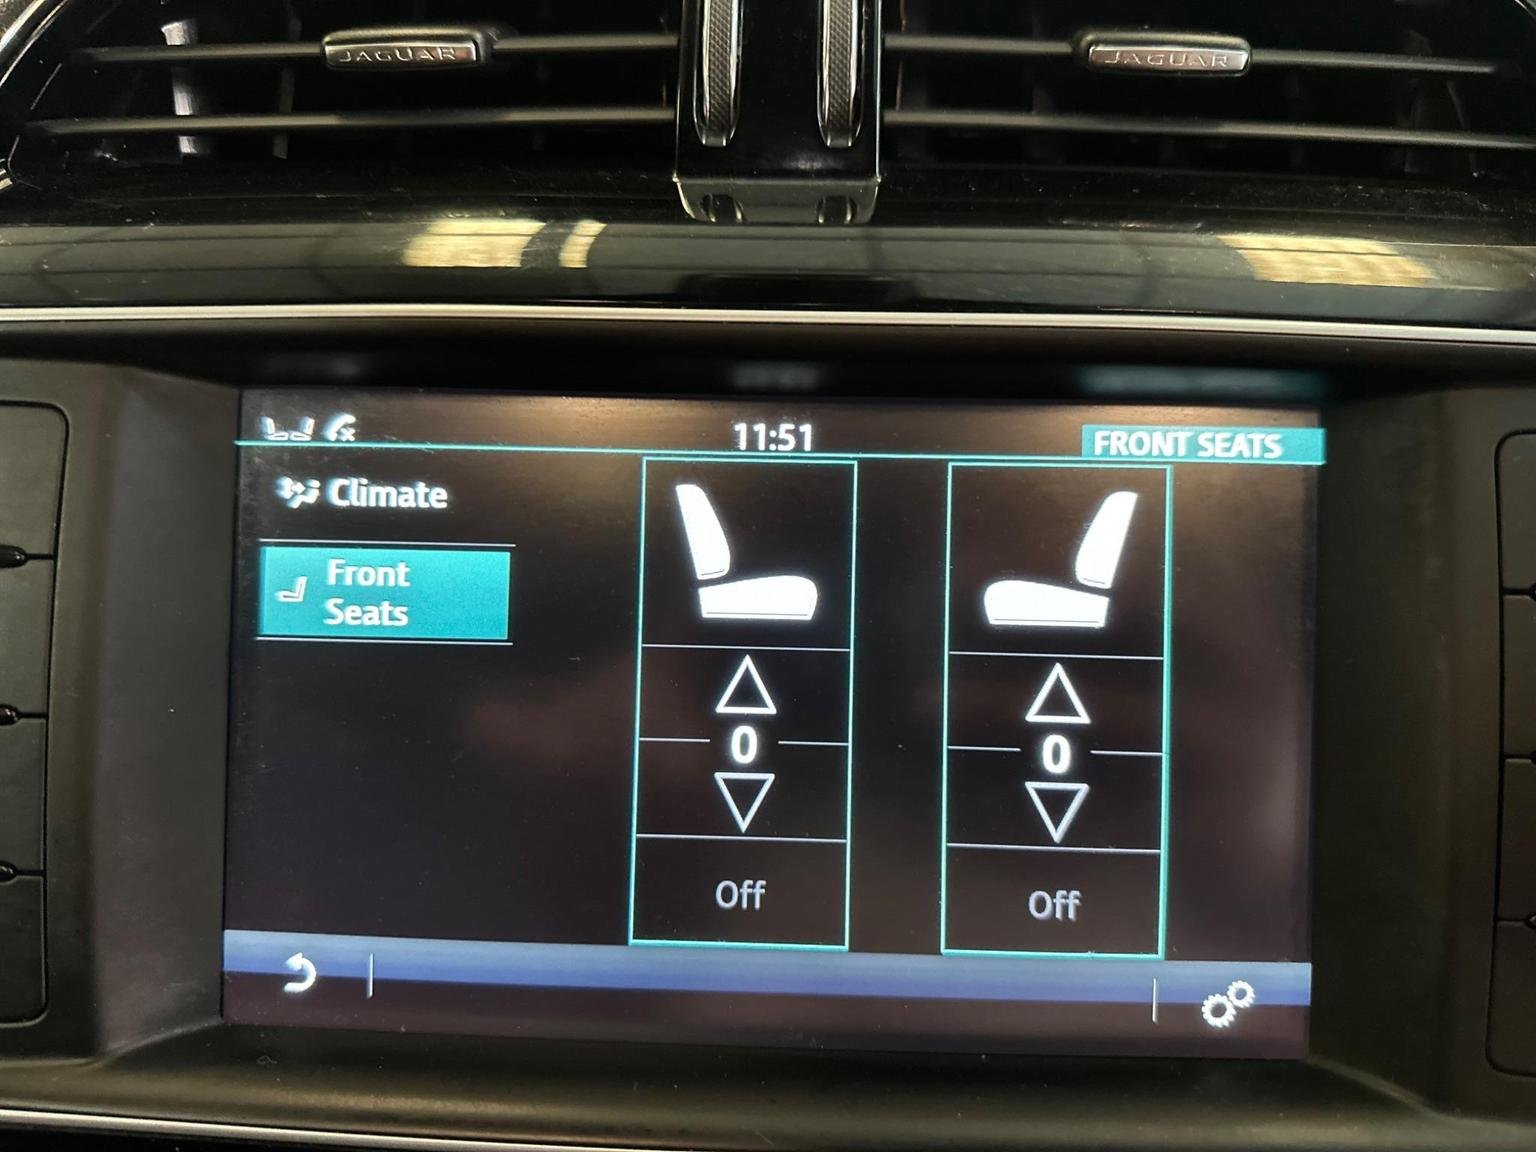 JAGUAR
JAGUAR
11:51
FRONT SEATS
Climate
Front
Seats
0
0
Off
Off